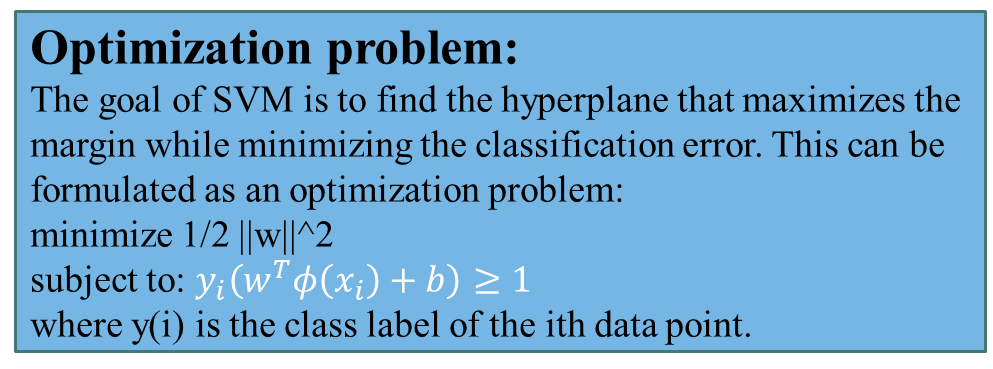 Optimization problem:
The goal of SVM is to find the hyperplane that maximizes the
margin while minimizing the classification error. This can be
formulated as an optimization problem:
minimize 1/2 ||w||^2
subject to: $y_i(w^T\phi(x_i) + b) \geq 1$
where y(i) is the class label of the ith data point.